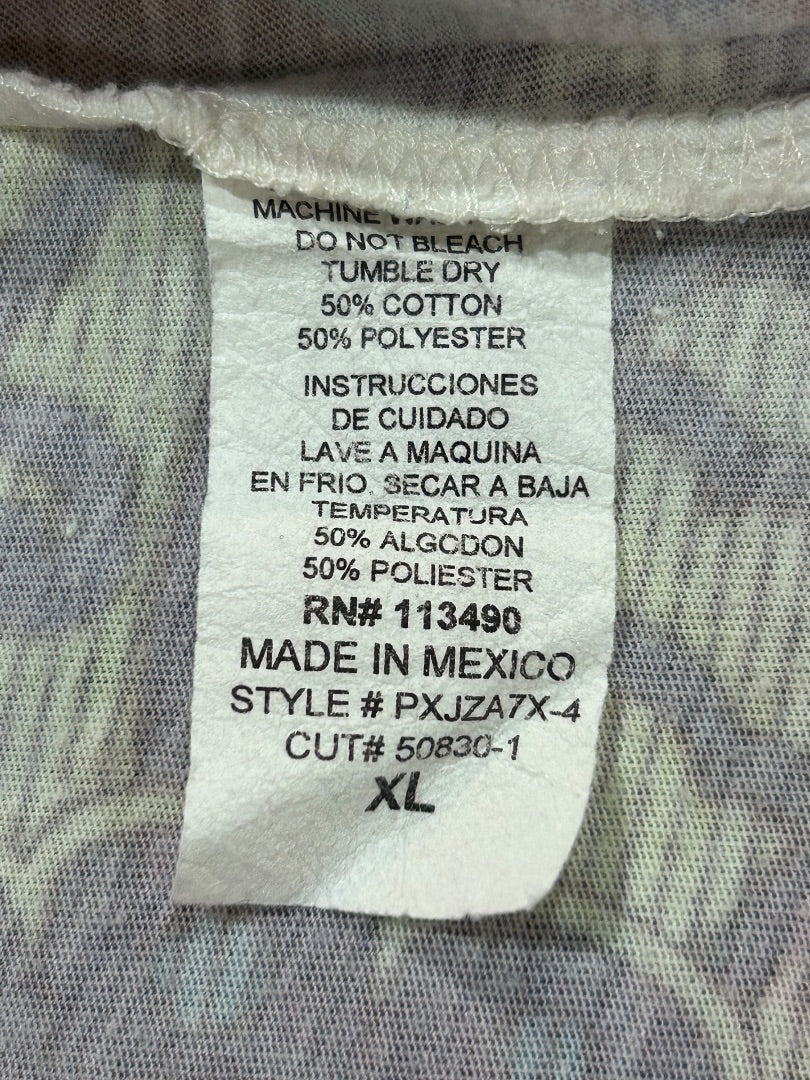 MACHINE
DO NOT BLEACH
TUMBLE DRY
50% COTTON
50% POLYESTER
INSTRUCCIONES
DE CUIDADO
LAVE A MAQUINA
EN FRIO. SECAR A BAJA
TEMPERATURA
50% ALGODON
50% POLIESTER
RN# 113490
MADE IN MEXICO
STYLE # PXJZA7X-4
CUT# 50830-1
XL